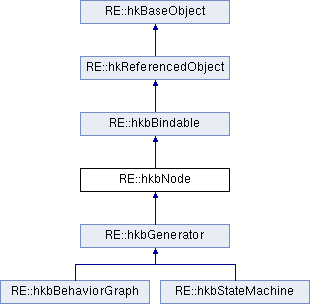 RE::hkBaseObject
RE::hkReferencedObject
RE::hkbBindable
RE::hkbNode
RE::hkbGenerator
RE::hkbBehaviorGraph
RE::hkbStateMachine